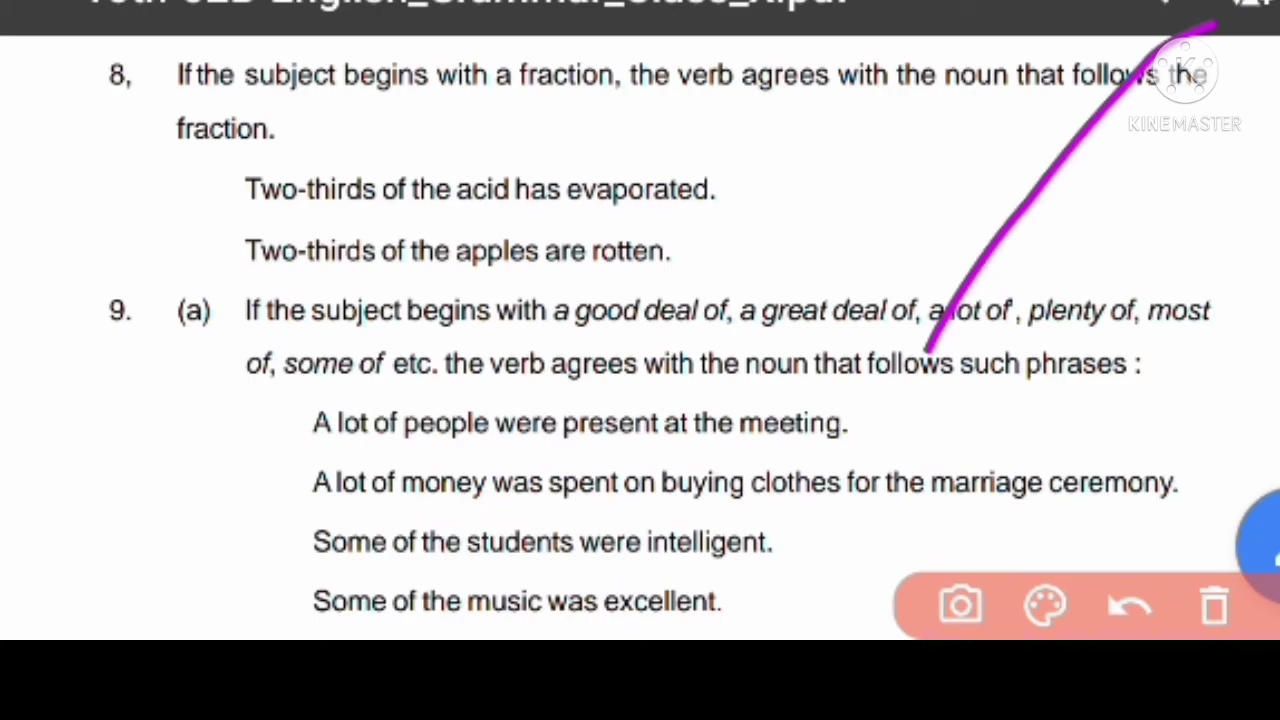 8, If the subject begins with a fraction, the verb agrees with the noun that follows the
KINEMASTER
fraction.
Two-thirds of the acid has evaporated.
Two-thirds of the apples are rotten.
9. (a) If the subject begins with a good deal of, a great deal of, a lot of , plenty of, most
of, some of etc. the verb agrees with the noun that follows such phrases :
A lot of people were present at the meeting.
A lot of money was spent on buying clothes for the marriage ceremony.
Some of the students were intelligent.
Some of the music was excellent.